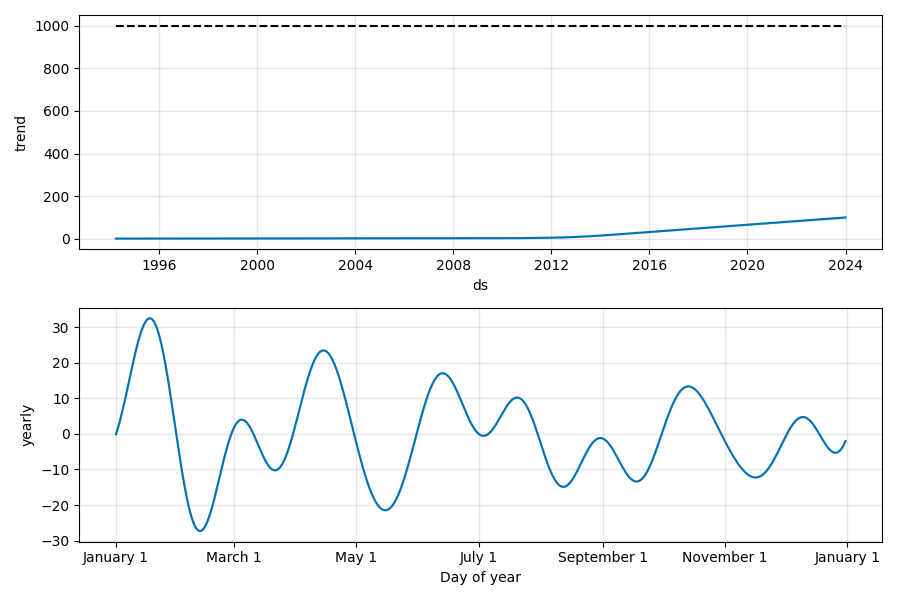 1000
800
600
400
200
0
trend
1996 2000 2004 2008 2012 2016 2020 2024
ds
30
20
10
0
−10
−20
−30
yearly
January 1 March 1 May 1 July 1 September 1 November 1 January 1
Day of year